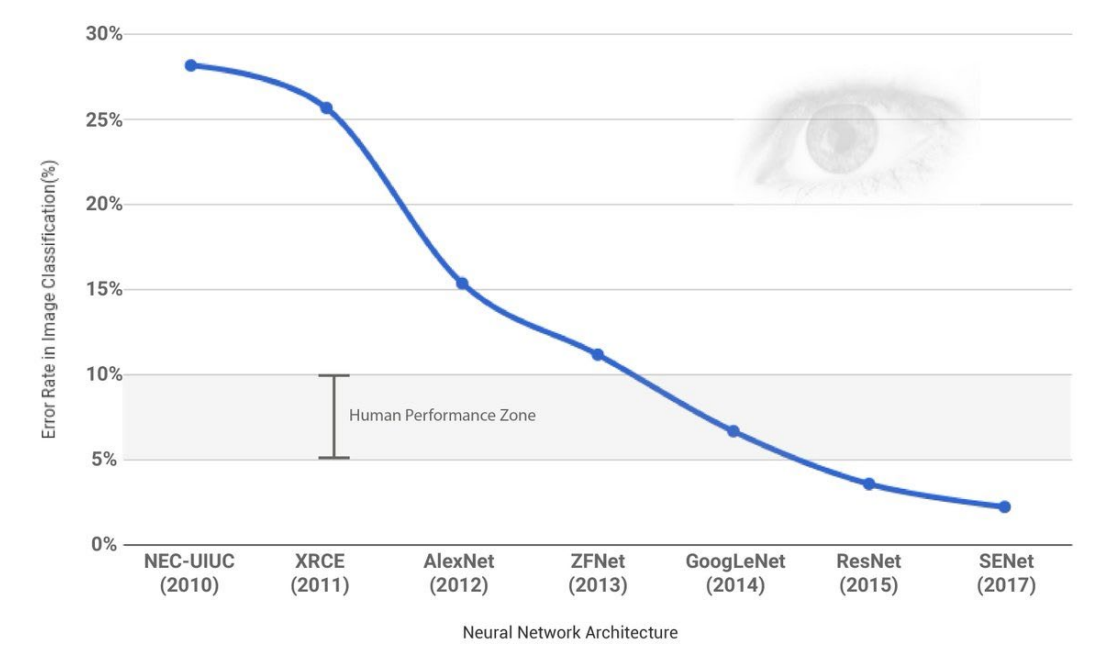 30%
25%
20%
15%
10%
5%
0%
Error Rate in Image Classification(%)
Human Performance Zone
NEC-UIUC
(2010)
XRCE
(2011)
AlexNet
(2012)
ZFNet
(2013)
GoogLeNet
(2014)
ResNet
(2015)
SENet
(2017)
Neural Network Architecture